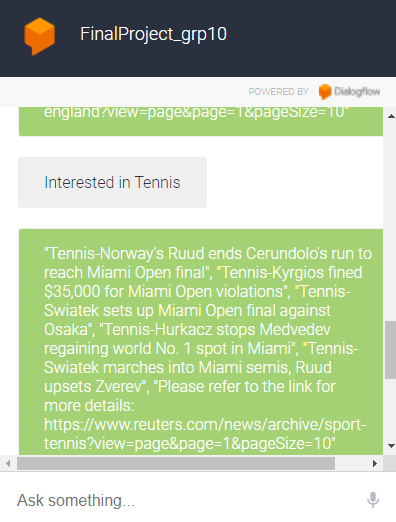 FinalProject_grp10
POWERED BY Dialogflow
england?view=page&page=1&pageSize=10"
Interested in Tennis
"Tennis-Norway's Ruud ends Cerundolo's run to
reach Miami Open final", "Tennis-Kyrgios fined
$35,000 for Miami Open violations", "Tennis-
Swiatek sets up Miami Open final against
Osaka", "Tennis-Hurkacz stops Medvedev
regaining world No. 1 spot in Miami", "Tennis-
Swiatek marches into Miami semis, Ruud
upsets Zverev", "Please refer to the link for
more details:
https://www.reuters.com/news/archive/sport-
tennis?view=page&page=1&pageSize=10"
Ask something...